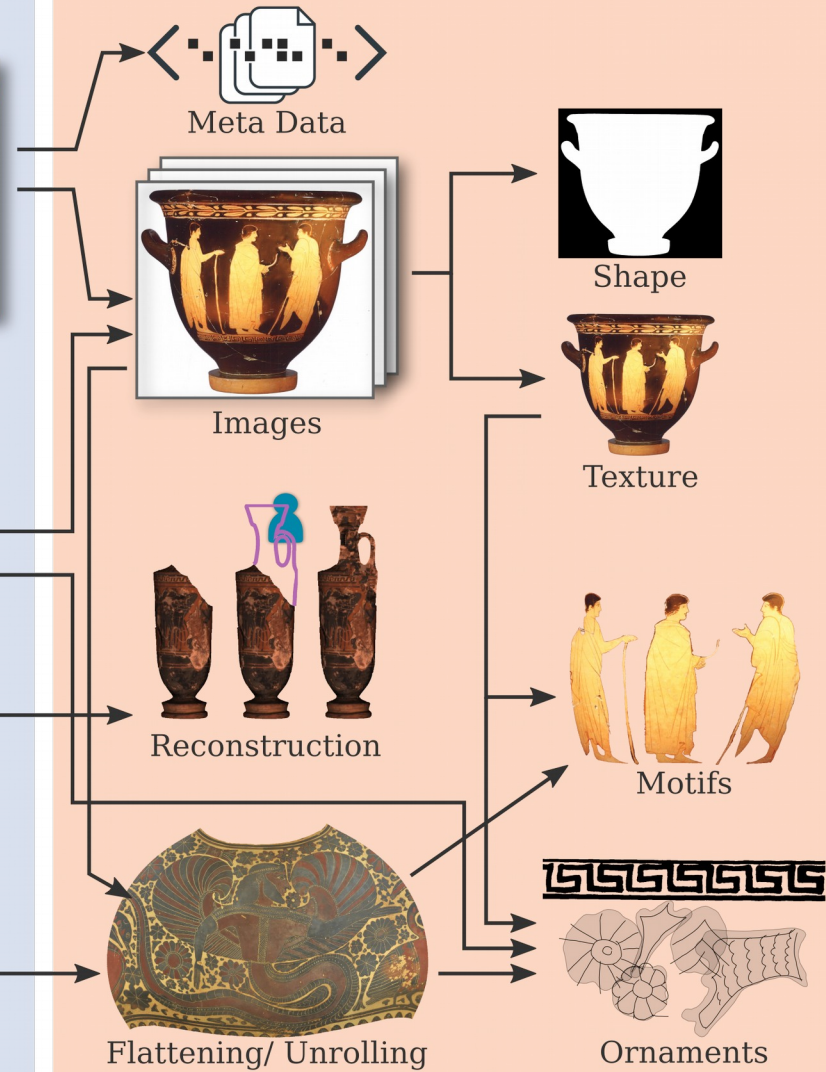 Meta Data
Shape
Images
Texture
Reconstruction
Motifs
Flattening/ Unrolling
Ornaments